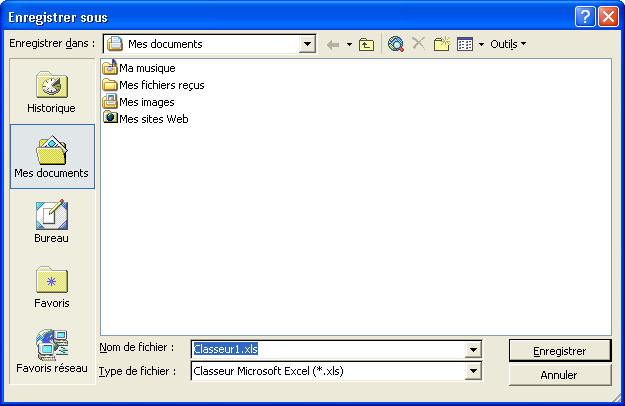 Enregistrer sous
Enregistrer dans :
Mes documents
Outils
Historique
Mes documents
Bureau
Favoris
Favoris réseau
Ma musique
Mes fichiers reçus
Mes images
Mes sites Web
Nom de fichier :
Classeur1.xls
Enregistrer
Type de fichier :
Classeur Microsoft Excel (*.xls)
Annuler